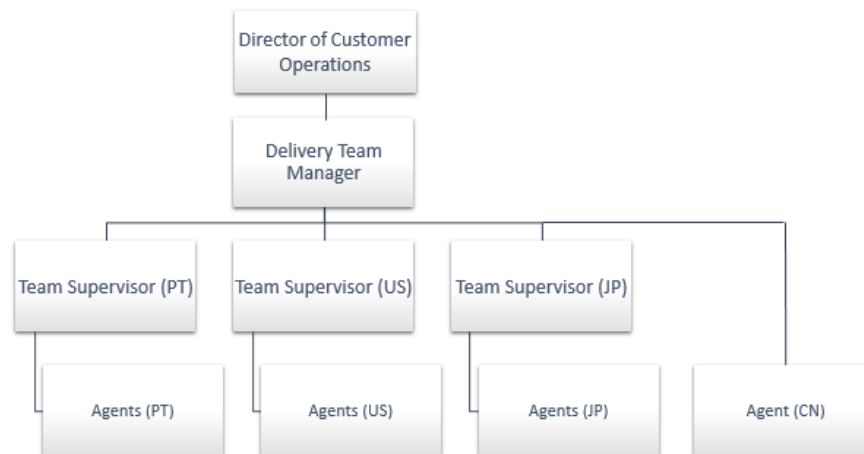 Director of Customer
Operations
Delivery Team
Manager
Team Supervisor (PT)
Team Supervisor (US)
Team Supervisor (JP)
Agents (PT)
Agents (US)
Agents (JP)
Agent (CN)